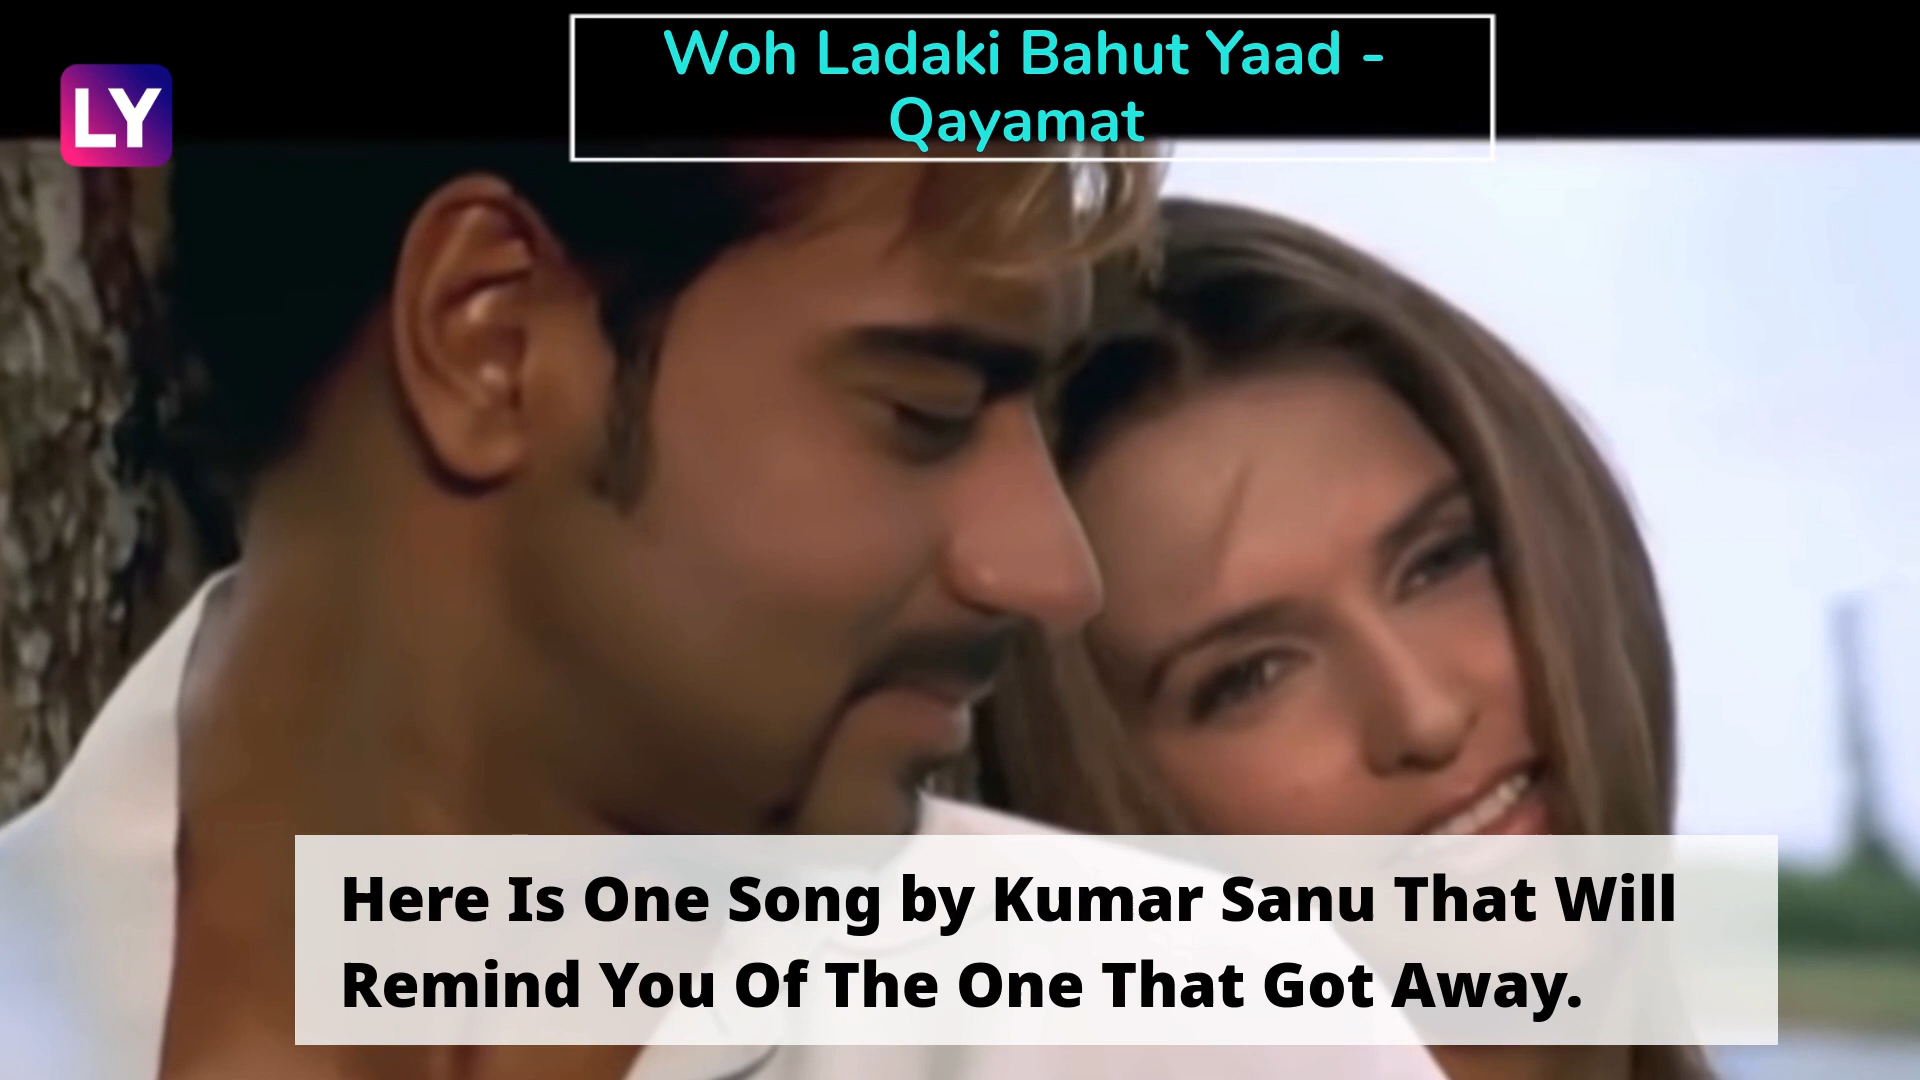 LY
Woh Ladaki Bahut Yaad -
Qayamat
Here Is One Song by Kumar Sanu That Will
Remind You Of The One That Got Away.